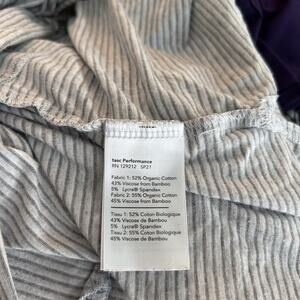 tasc Performance
RN 129212 SP21
Fabric 1: 52% Organic Cotton
43% Viscose from Bamboo
5% Lycra® Spandex
Fabric 2: 55% Organic Cotton
45% Viscose from Bamboo
Tissu 1: 52% Coton Biologique
43% Viscose de Bambou
5% Lycra® Spandex
Tissu 2: 55% Coton Biologique
45% Viscose de Bambou